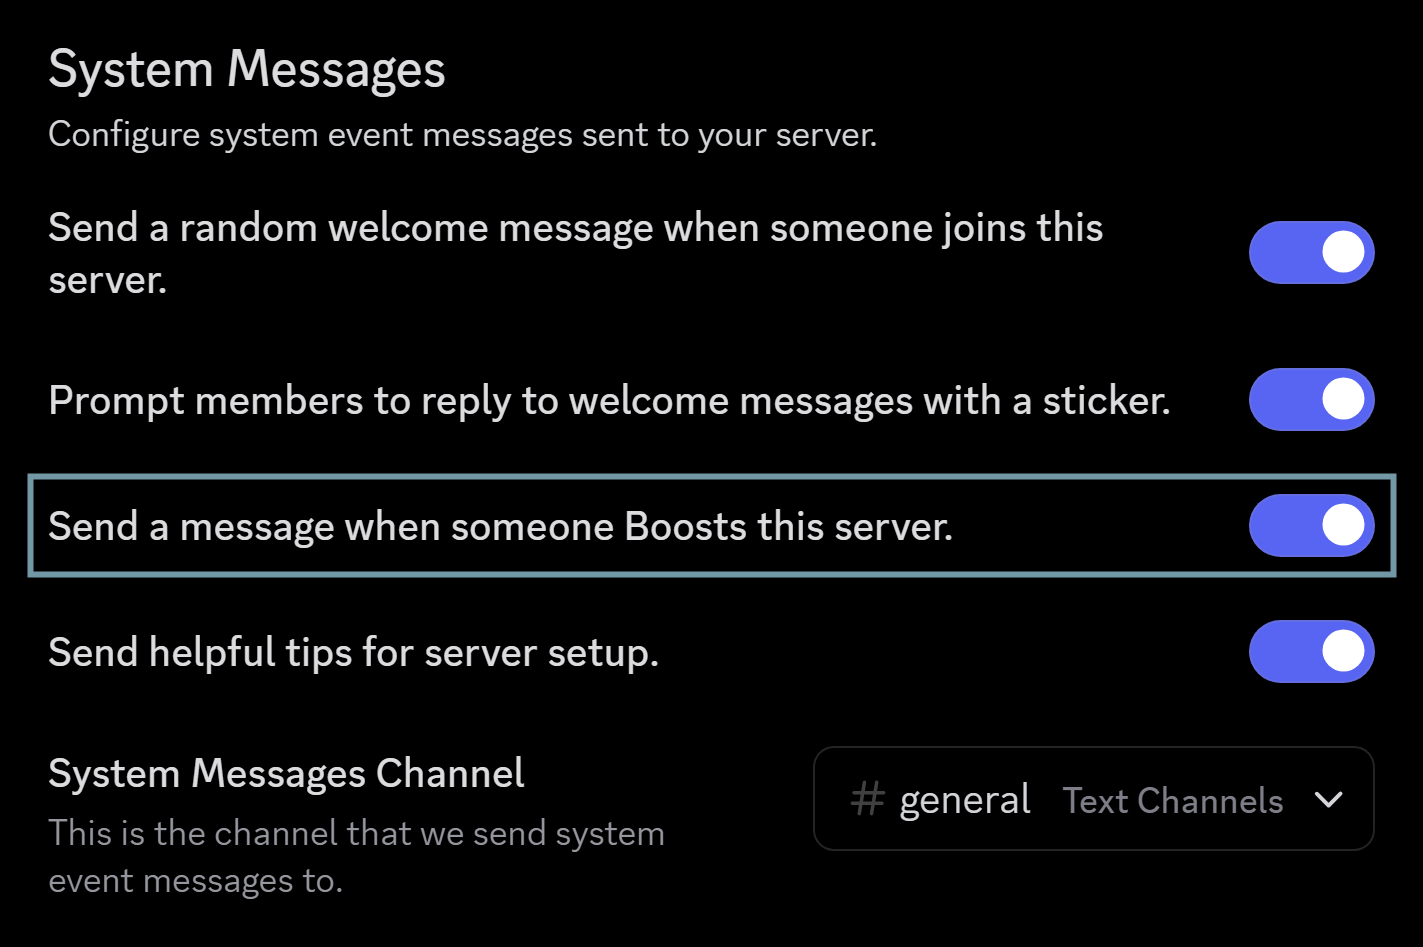 System Messages
Configure system event messages sent to your server.
Send a random welcome message when someone joins this
server.
Prompt members to reply to welcome messages with a sticker.
Send a message when someone Boosts this server.
Send helpful tips for server setup.
System Messages Channel
# general Text Channels
This is the channel that we send system
event messages to.